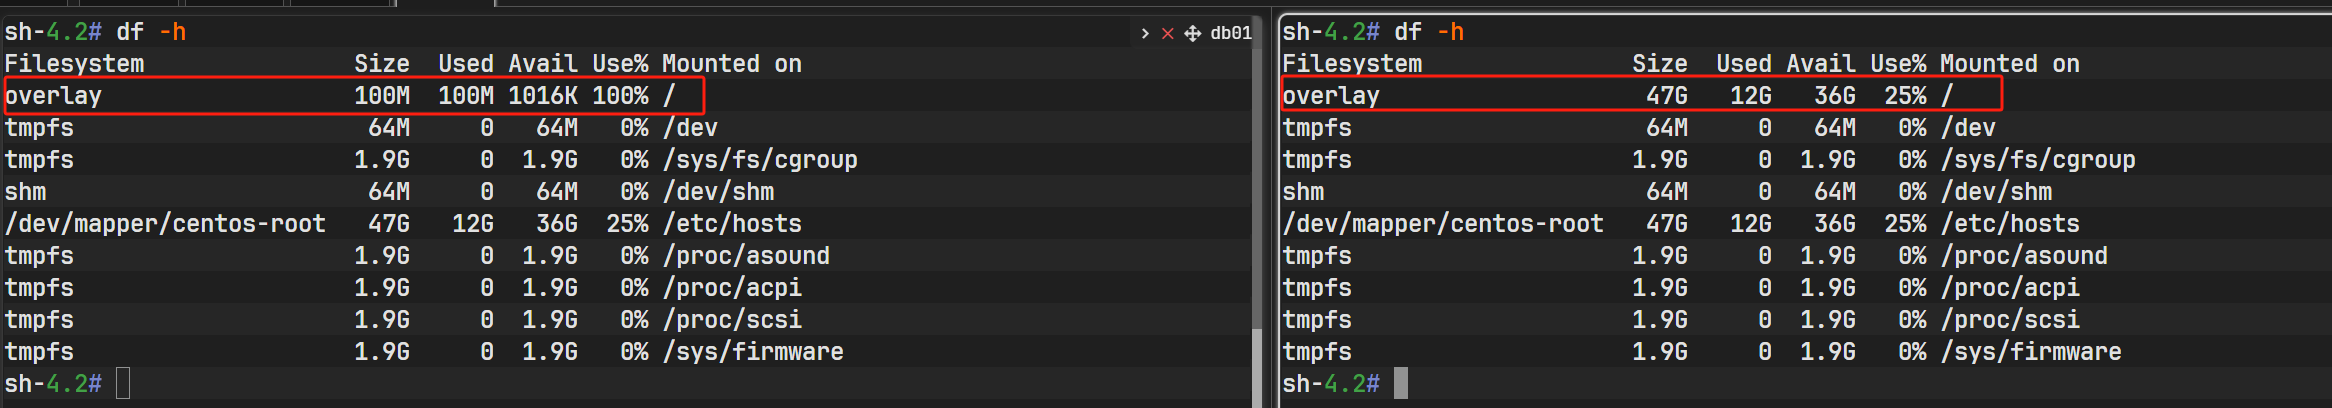 sh-4.2# df -h
db01
Filesystem Size Used Avail Use% Mounted on
overlay 100M 100M 1016K 100% /
tmpfs 64M 0 64M 0% /dev
tmpfs 1.9G 0 1.9G 0% /sys/fs/cgroup
shm 64M 0 64M 0% /dev/shm
/dev/mapper/centos-root 47G 12G 36G 25% /etc/hosts
tmpfs 1.9G 0 1.9G 0% /proc/asound
tmpfs 1.9G 0 1.9G 0% /proc/acpi
tmpfs 1.9G 0 1.9G 0% /proc/scsi
tmpfs 1.9G 0 1.9G 0% /sys/firmware
sh-4.2#
sh-4.2# df -h
Filesystem Size Used Avail Use% Mounted on
overlay 47G 12G 36G 25% /
tmpfs 64M 0 64M 0% /dev
tmpfs 1.9G 0 1.9G 0% /sys/fs/cgroup
shm 64M 0 64M 0% /dev/shm
/dev/mapper/centos-root 47G 12G 36G 25% /etc/hosts
tmpfs 1.9G 0 1.9G 0% /proc/asound
tmpfs 1.9G 0 1.9G 0% /proc/acpi
tmpfs 1.9G 0 1.9G 0% /proc/scsi
tmpfs 1.9G 0 1.9G 0% /sys/firmware
sh-4.2#